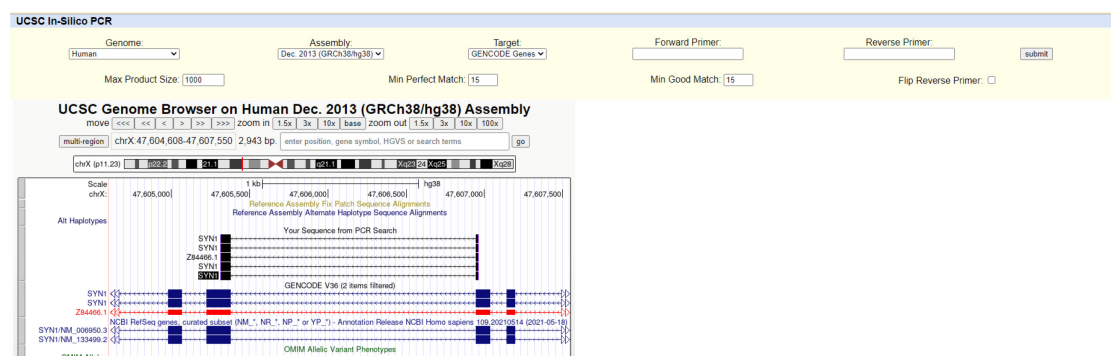 UCSC In-Silico PCR
Genome: Assembly: Target: Forward Primer: Reverse Primer:
Human Dec. 2013 (GRCh38/hg38) GENCODE Genes submit
Max Product Size: 1000 Min Perfect Match: 15 Min Good Match: 15 Flip Reverse Primer:
UCSC Genome Browser on Human Dec. 2013 (GRCh38/hg38) Assembly
move <<< << < > >> >>> zoom in 1.5x 3x 10x base zoom out 1.5x 3x 10x 100x
multi-region chrX:47,604,608-47,607,550 2,943 bp. enter position, gene symbol, HGVS or search terms go
chrX (p11.23) p22.2 21.1 q21.1 Xq23 24 Xq25 Xq28
Scale 1 kb hg38
chrX: 47,605,000 47,605,500 47,606,000 47,606,500 47,607,000 47,607,500
Reference Assembly Fix Patch Sequence Alignments
Reference Assembly Alternate Haplotype Sequence Alignments
Alt Haplotypes
Your Sequence from PCR Search
SYN1
SYN1
Z84466.1
SYN1
SYN1
GENCODE V36 (2 items filtered)
SYN1
SYN1
Z84466.1
NCBI RefSeq genes, curated subset (NM_*, NR_*, NP_* or YP_*) - Annotation Release NCBI Homo sapiens 109.20210514 (2021-05-18)
SYN1/NM_006950.3
SYN1/NM_133499.2
OMIM Allelic Variant Phenotypes